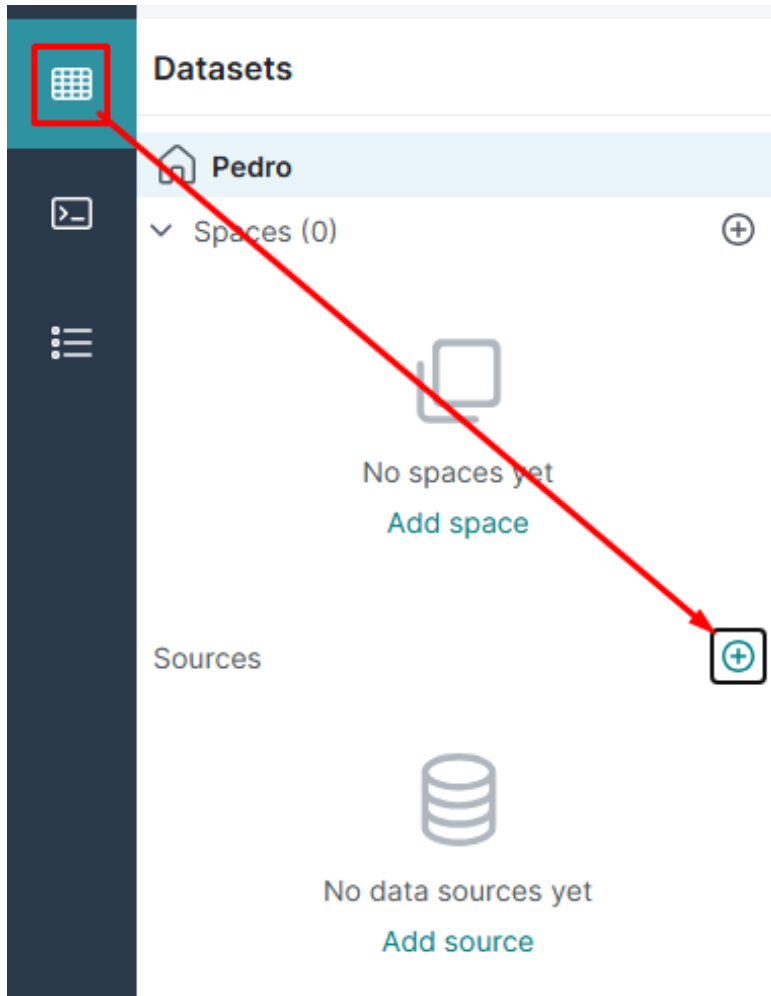 Datasets
Pedro
Spaces (0)
No spaces yet
Add space
Sources
No data sources yet
Add source